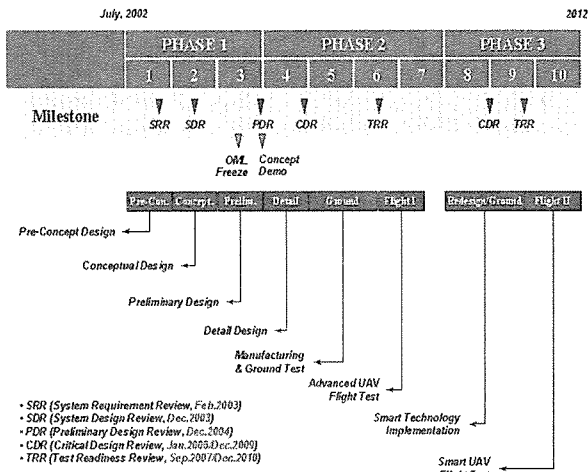 July, 2002 2012
PHASE 1 PHASE 2 PHASE 3
1 2 3 4 5 6 7 8 9 10
Milestone
SRR SDR PDR CDR TRR CDR TRR
OML Freeze
Concept Demo
Pre-Con. Concept. Prelim. Detail Ground Flight I Redesign/Ground Flight II
Pre-Concept Design
Conceptual Design
Preliminary Design
Detail Design
Manufacturing
& Ground Test
Advanced UAV
Flight Test
Smart Technology
Implementation
Smart UAV
• SRR (System Requirement Review, Feb.2003)
• SDR (System Design Review, Dec.2003)
• PDR (Preliminary Design Review, Dec.2004)
• CDR (Critical Design Review, Dec.2009)
• TRR (Test Readiness Review, Sep.2007/Dec.2010)